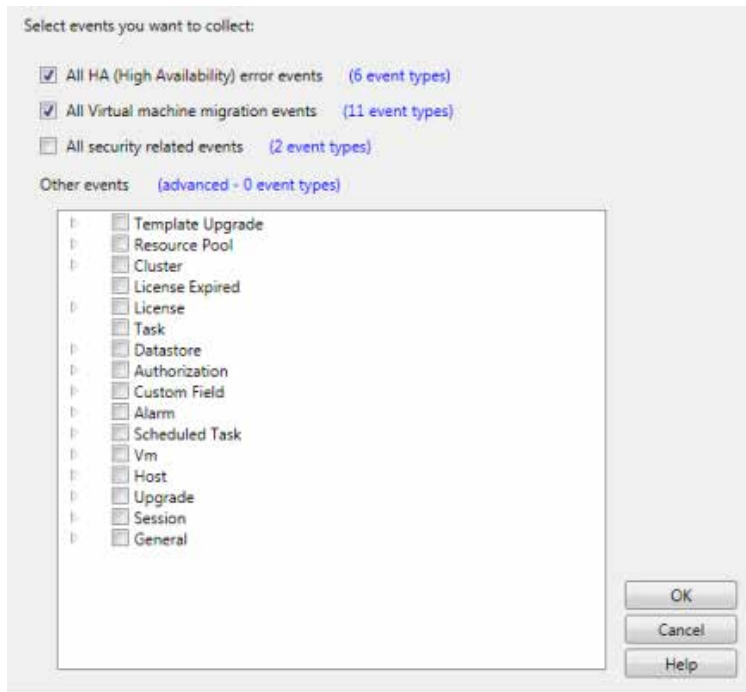 Select events you want to collect:
All HA (High Availability) error events (6 event types)
All Virtual machine migration events (11 event types)
All security related events (2 event types)
Other events (advanced - 0 event types)
Template Upgrade
Resource Pool
Cluster
License Expired
License
Task
Datastore
Authorization
Custom Field
Alarm
Scheduled Task
Vm
Host
Upgrade
Session
General
OK
Cancel
Help